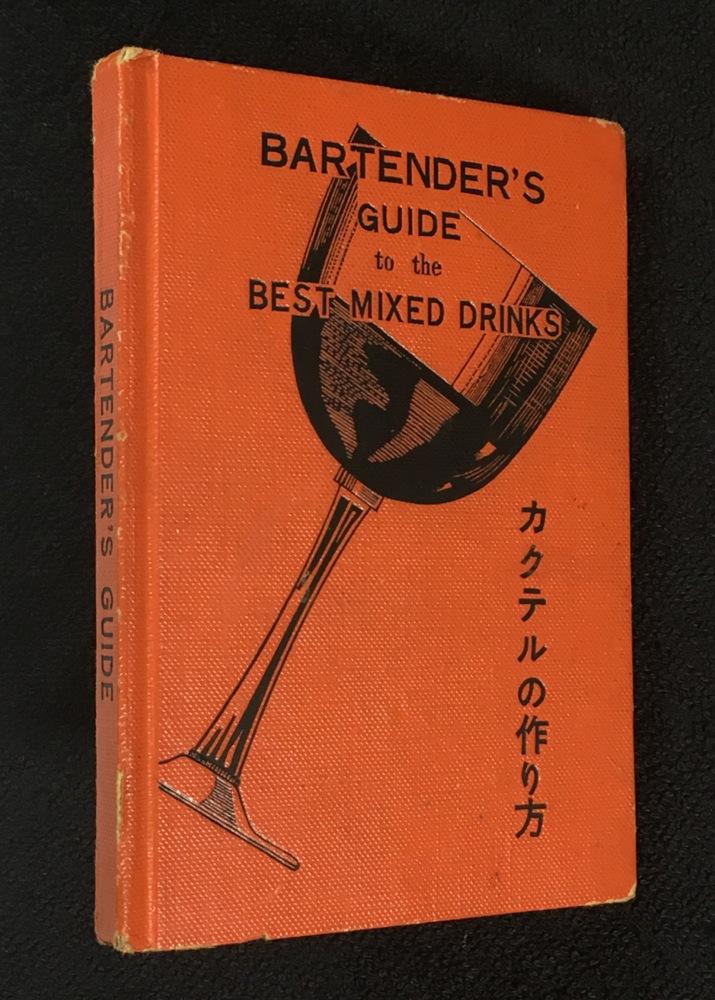 BARTENDER'S
GUIDE
to the
BEST MIXED DRINKS
カクテルの作り方
BARTENDER'S GUIDE